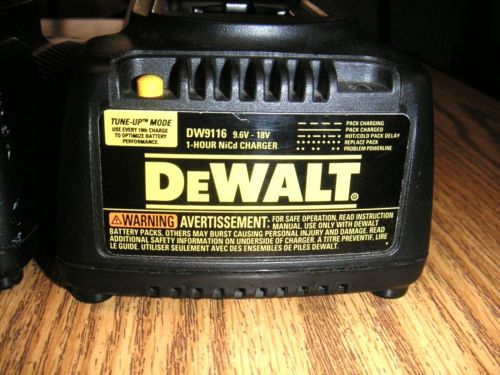 TUNE-UP™ MODE
USE EVERY 10th CHARGE
TO OPTIMIZE BATTERY
PERFORMANCE.
DW9116 9.6V - 18V
1-HOUR NiCd CHARGER
PACK CHARGING
PACK CHARGED
HOT/COLD PACK DELAY
REPLACE PACK
PROBLEM POWERLINE
DEWALT®
WARNING AVERTISSEMENT. FOR SAFE OPERATION, READ INSTRUCTION
MANUAL. USE ONLY WITH DEWALT
BATTERY PACKS. OTHERS MAY BURST CAUSING PERSONAL INJURY AND DAMAGE. READ
ADDITIONAL SAFETY INFORMATION ON UNDERSIDE OF CHARGER. A TITRE PRÉVENTIF, LIRE
LE GUIDE. UTILISER SEULEMENT AVEC DES ENSEMBLES DE PILES DEWALT.